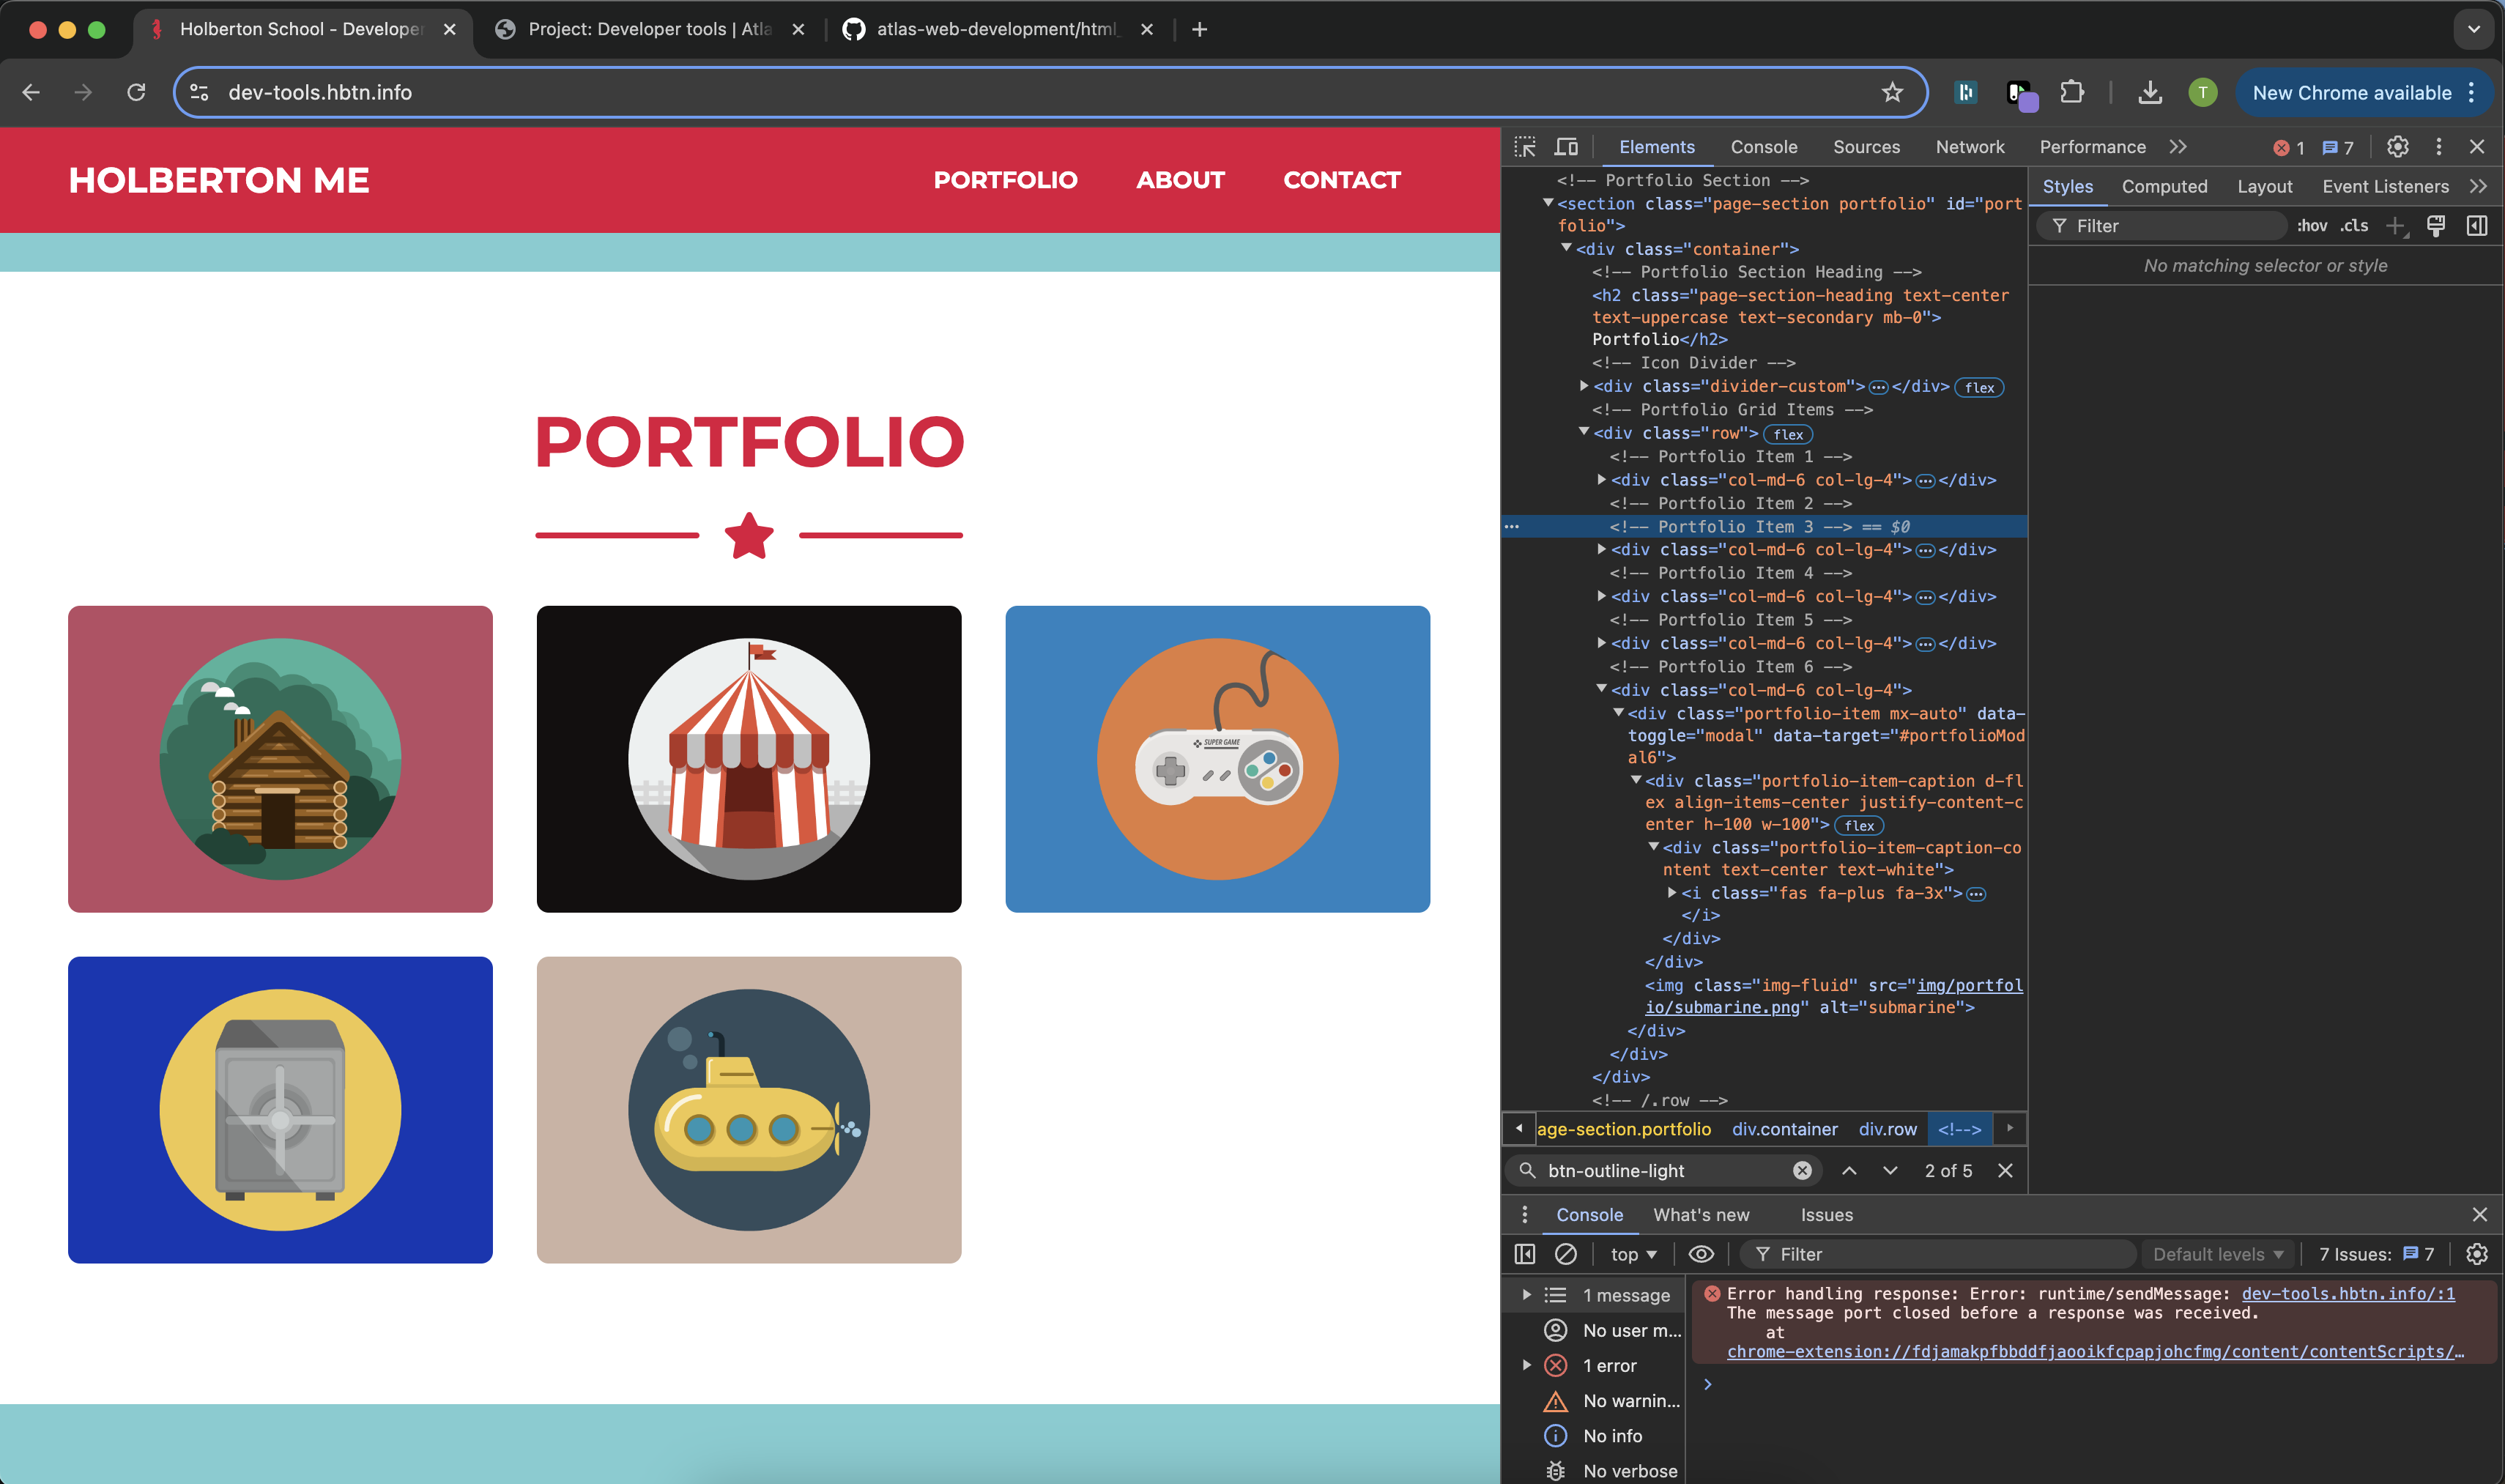 Holberton School - Developer
Project: Developer tools | Atla
atlas-web-development/html_
dev-tools.hbtn.info
T
New Chrome available
HOLBERTON ME
PORTFOLIO
ABOUT
CONTACT
PORTFOLIO
SUPER GAME
Elements
Console
Sources
Network
Performance
1
7
<!-- Portfolio Section -->
<section class="page-section portfolio" id="port
folio">
<div class="container">
<!-- Portfolio Section Heading -->
<h2 class="page-section-heading text-center
text-uppercase text-secondary mb-0">
Portfolio</h2>
<!-- Icon Divider -->
<div class="divider-custom">…</div> flex
<!-- Portfolio Grid Items -->
<div class="row"> flex
<!-- Portfolio Item 1 -->
<div class="col-md-6 col-lg-4">…</div>
<!-- Portfolio Item 2 -->
<!-- Portfolio Item 3 --> == $0
<div class="col-md-6 col-lg-4">…</div>
<!-- Portfolio Item 4 -->
<div class="col-md-6 col-lg-4">…</div>
<!-- Portfolio Item 5 -->
<div class="col-md-6 col-lg-4">…</div>
<!-- Portfolio Item 6 -->
<div class="col-md-6 col-lg-4">
<div class="portfolio-item mx-auto" data-
toggle="modal" data-target="#portfolioMod
al6">
<div class="portfolio-item-caption d-fl
ex align-items-center justify-content-c
enter h-100 w-100"> flex
<div class="portfolio-item-caption-co
ntent text-center text-white">
<i class="fas fa-plus fa-3x">…
</i>
</div>
</div>
<img class="img-fluid" src="img/portfol
io/submarine.png" alt="submarine">
</div>
</div>
</div>
<!-- /.row -->
age-section.portfolio div.container div.row <!-->
btn-outline-light
2 of 5
Styles
Computed
Layout
Event Listeners
Filter
:hov .cls
No matching selector or style
Console
What's new
Issues
top
Filter
Default levels
7 Issues: 7
1 message
No user m...
1 error
No warnin...
No info
No verbose
Error handling response: Error: runtime/sendMessage: dev-tools.hbtn.info/:1
The message port closed before a response was received.
at
chrome-extension://fdjamakpfbbddfjaooikfcpapjohcfmg/content/contentScripts/…